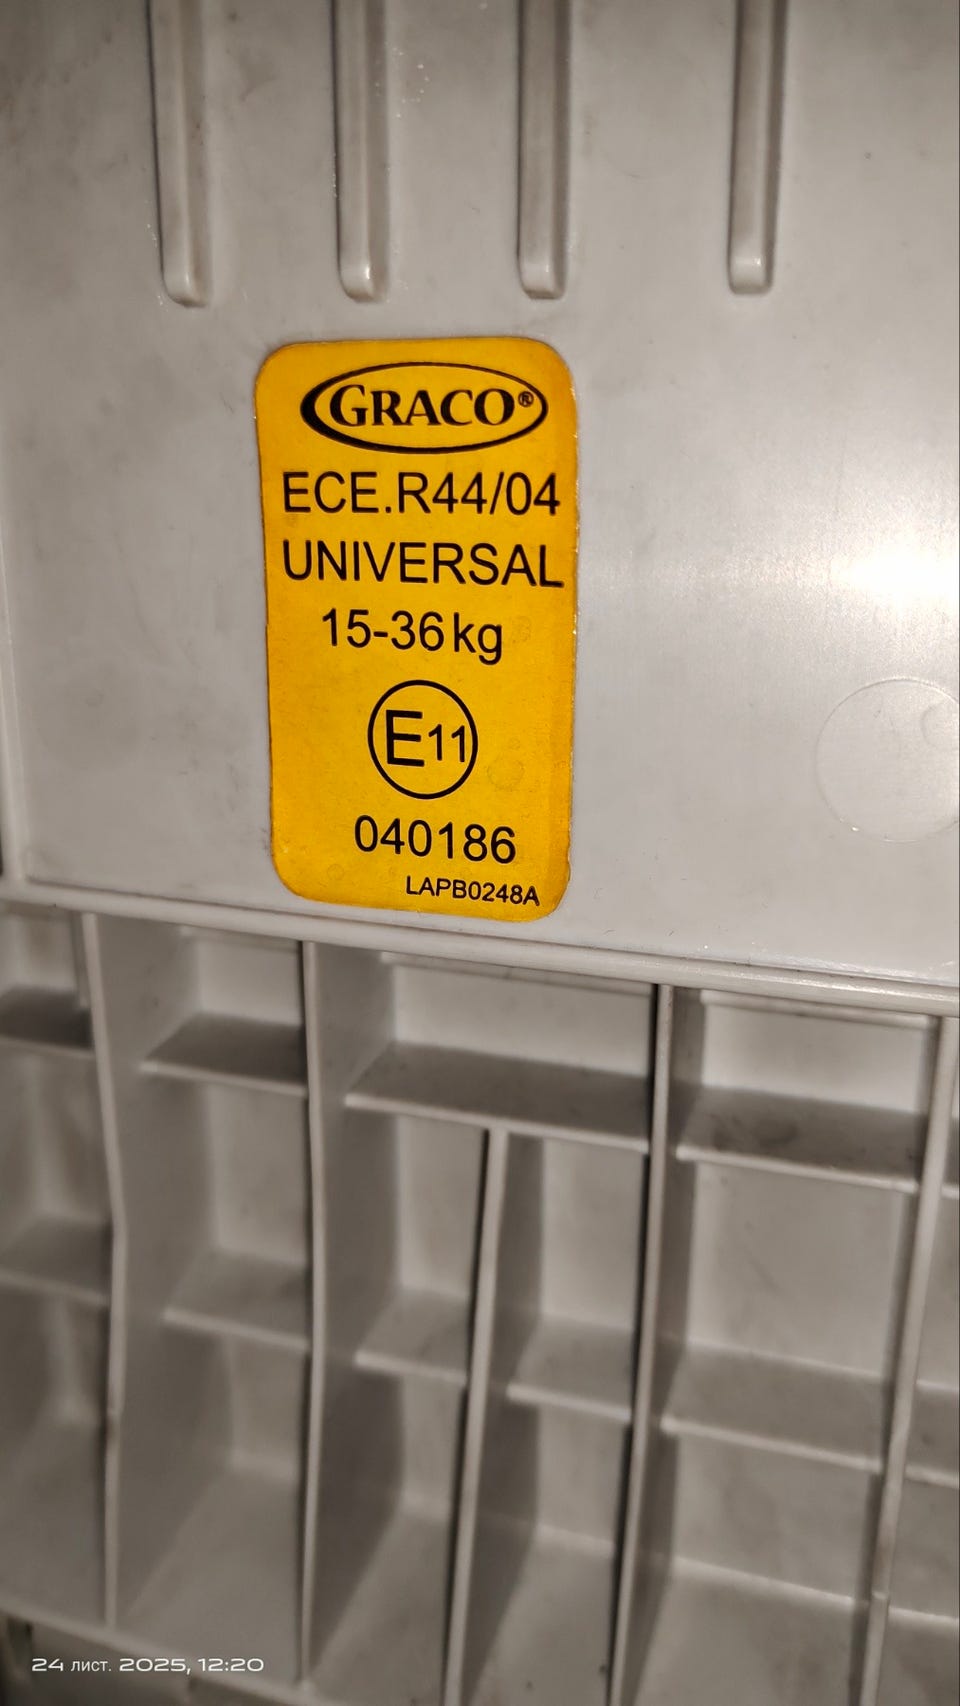 GRACO®
ECE.R44/04
UNIVERSAL
15-36kg
E11
040186
LAPB0248A
24 лист. 2025, 12:20